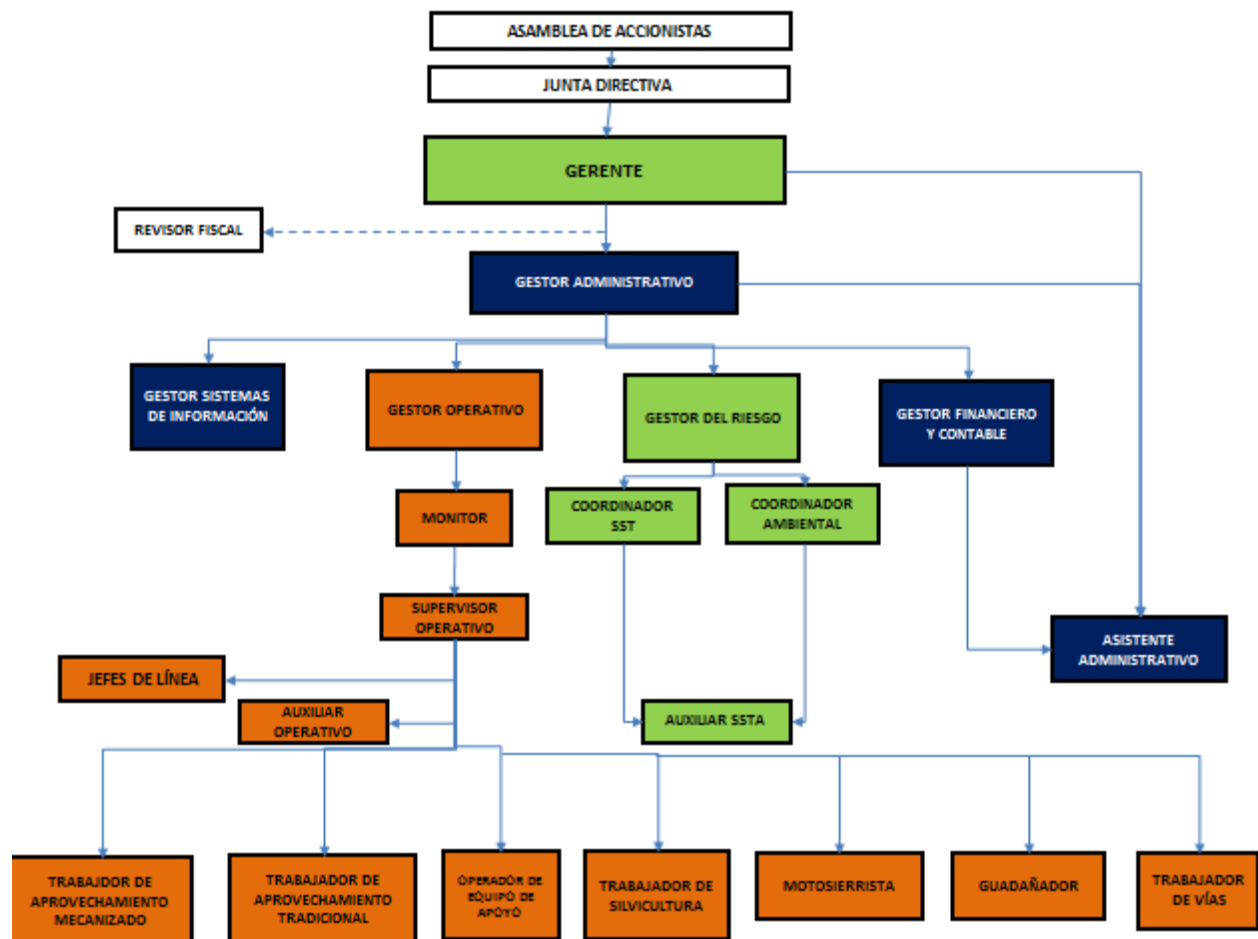 ASAMBLEA DE ACCIONISTAS
JUNTA DIRECTIVA
GERENTE
REVISOR FISCAL
GESTOR ADMINISTRATIVO
GESTOR SISTEMAS
DE INFORMACIÓN
GESTOR OPERATIVO
GESTOR DEL RIESGO
GESTOR FINANCIERO
Y CONTABLE
MONITOR
COORDINADOR
SST
COORDINADOR
AMBIENTAL
SUPERVISOR
OPERATIVO
ASISTENTE
ADMINISTRATIVO
JEFES DE LÍNEA
AUXILIAR
OPERATIVO
AUXILIAR SSTA
TRABAJDOR DE
APROVECHAMIENTO
MECANIZADO
TRABAJADOR DE
APROVECHAMIENTO
TRADICIONAL
OPERADOR DE
EQUIPO DE
APOYO
TRABAJADOR DE
SILVICULTURA
MOTOSIERRISTA
GUADAÑADOR
TRABAJADOR
DE VÍAS